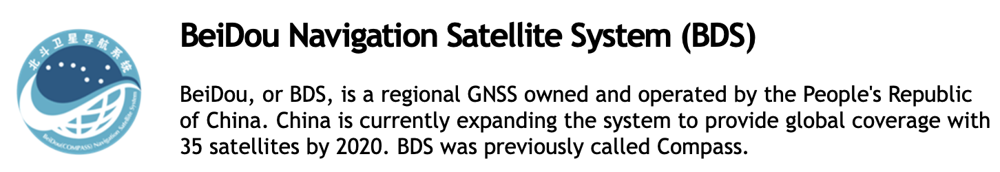 北斗卫星导航系统
BeiDou(COMPASS) Navigation Satellite System
BeiDou Navigation Satellite System (BDS)
BeiDou, or BDS, is a regional GNSS owned and operated by the People's Republic
of China. China is currently expanding the system to provide global coverage with
35 satellites by 2020. BDS was previously called Compass.